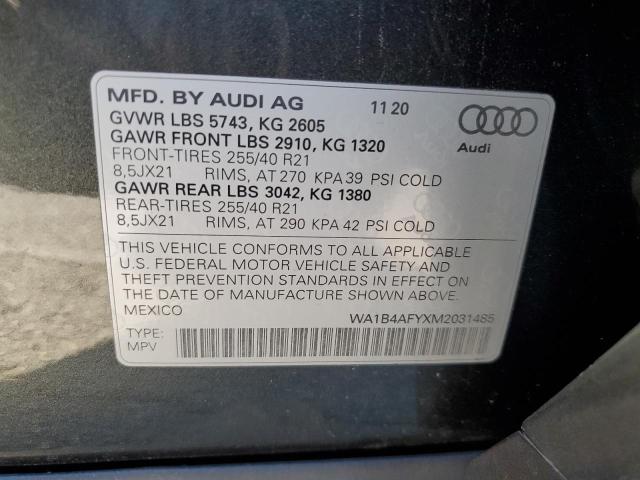 MFD. BY AUDI AG 11 20
GVWR LBS 5743, KG 2605
GAWR FRONT LBS 2910, KG 1320
FRONT-TIRES 255/40 R21
8,5JX21 RIMS, AT 270 KPA 39 PSI COLD
GAWR REAR LBS 3042, KG 1380
REAR-TIRES 255/40 R21
8,5JX21 RIMS, AT 290 KPA 42 PSI COLD
Audi
THIS VEHICLE CONFORMS TO ALL APPLICABLE
U.S. FEDERAL MOTOR VEHICLE SAFETY AND
THEFT PREVENTION STANDARDS IN EFFECT ON
THE DATE OF MANUFACTURE SHOWN ABOVE.
MEXICO WA1B4AFYXM2031485
TYPE:
MPV